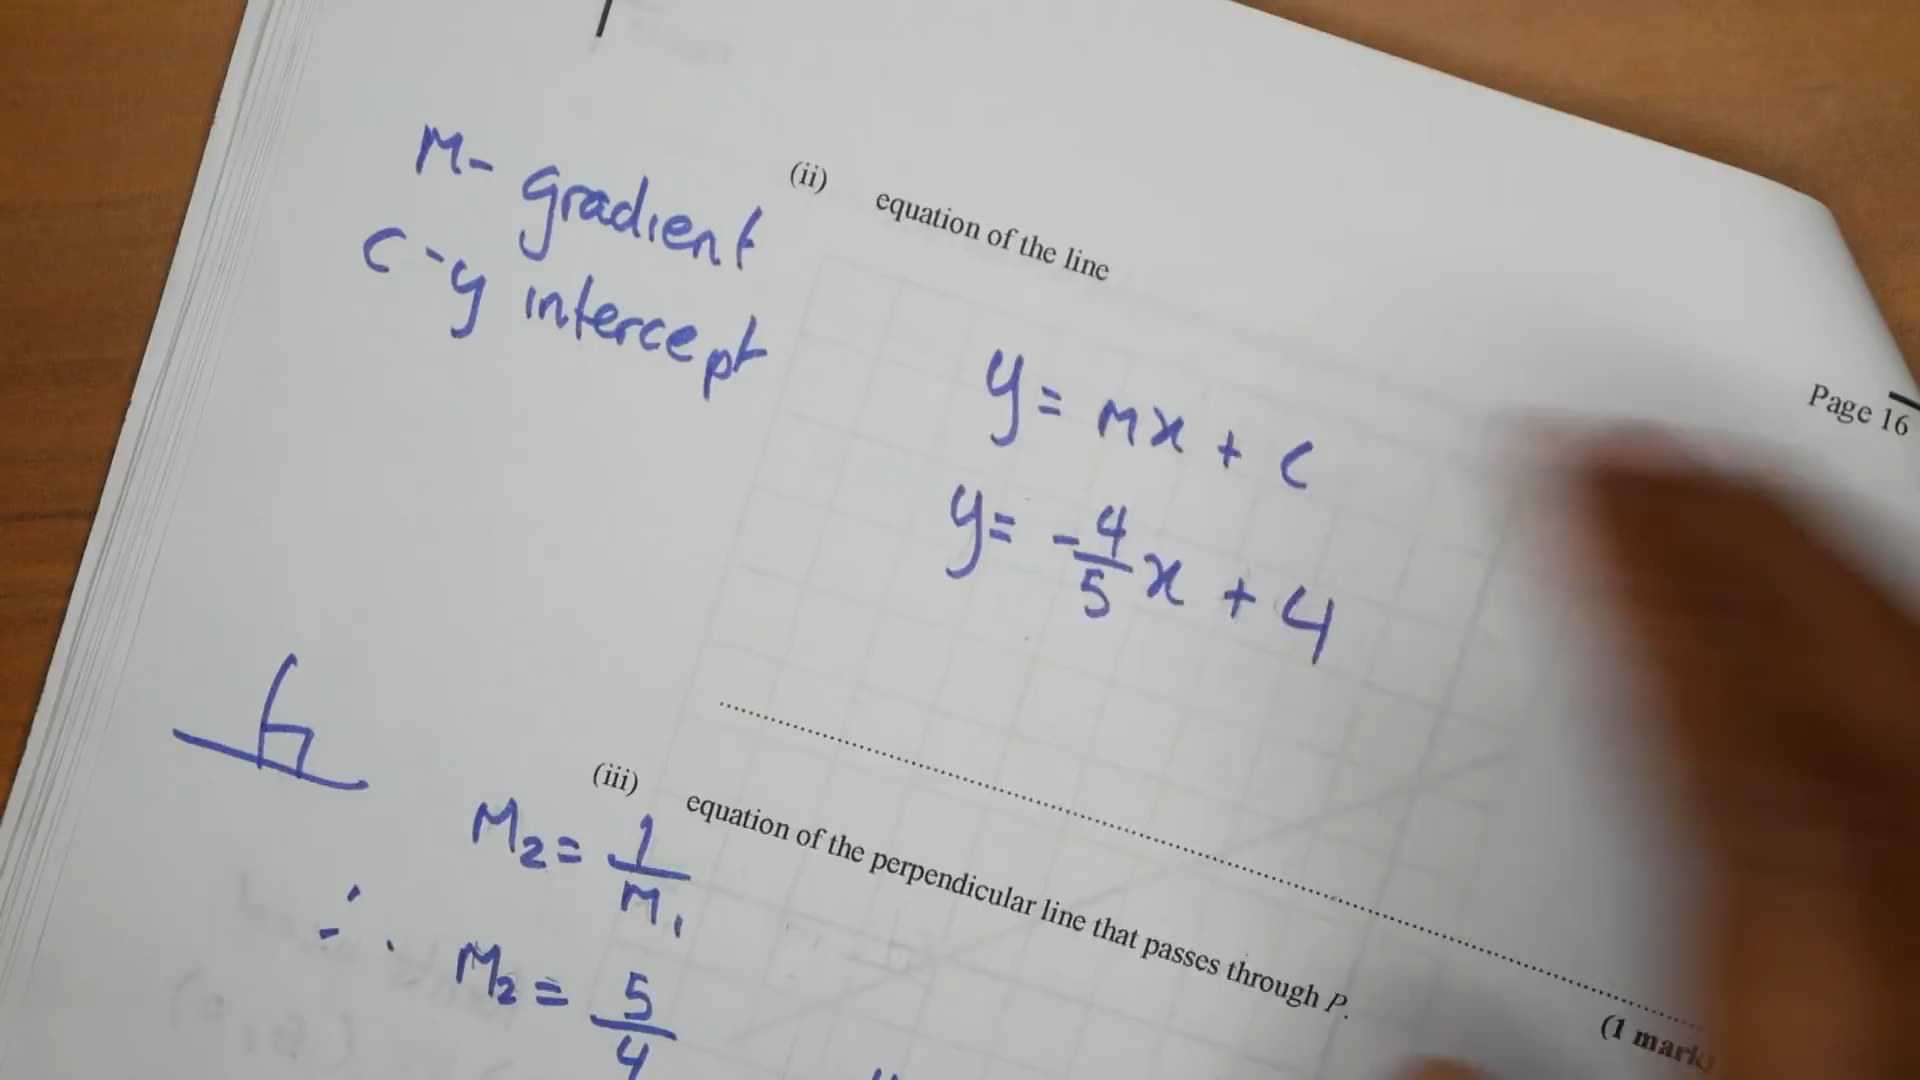 M- gradient
C - y intercept
(ii) equation of the line
y = mx + c
y = -4/5 x + 4
Page 16
(iii) equation of the perpendicular line that passes through P.
M2 = 1/M1
∴ M2 = 5/4
(1 mark)